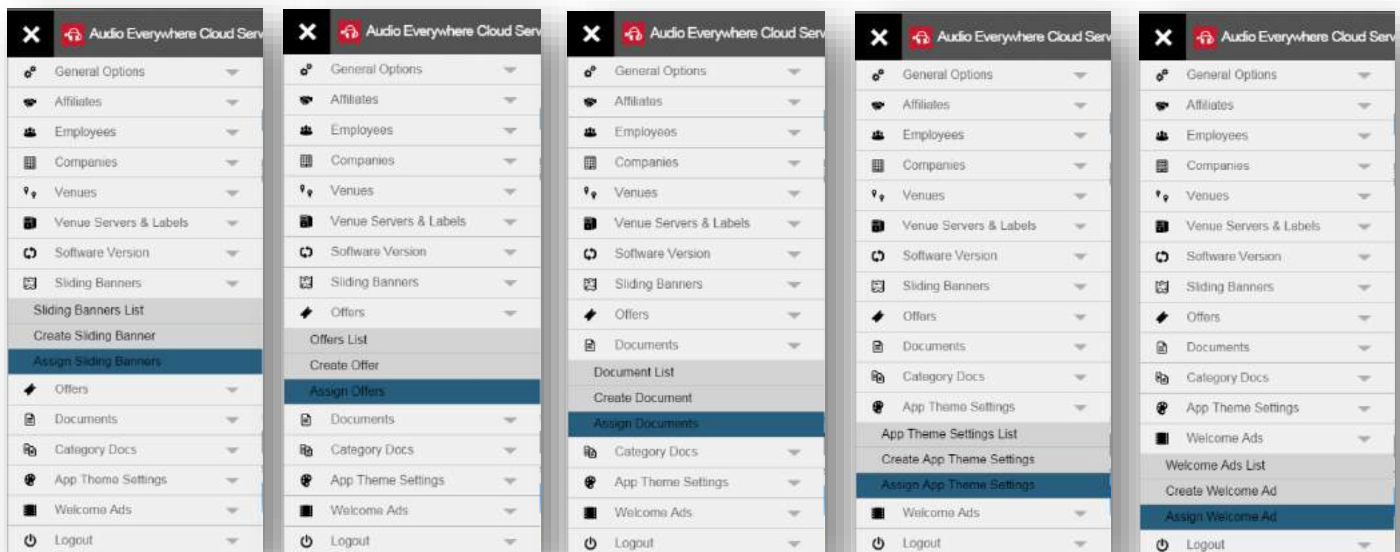 Audio Everywhere Cloud Serv
General Options
Affiliates
Employees
Companies
Venues
Venue Servers & Labels
Software Version
Sliding Banners
Sliding Banners List
Create Sliding Banner
Assign Sliding Banners
Offers
Documents
Category Docs
App Theme Settings
Welcome Ads
Logout
Audio Everywhere Cloud Serv
General Options
Affiliates
Employees
Companies
Venues
Venue Servers & Labels
Software Version
Sliding Banners
Offers
Offers List
Create Offer
Assign Offers
Documents
Category Docs
App Theme Settings
Welcome Ads
Logout
Audio Everywhere Cloud Serv
General Options
Affiliates
Employees
Companies
Venues
Venue Servers & Labels
Software Version
Sliding Banners
Offers
Documents
Document List
Create Document
Assign Documents
Category Docs
App Theme Settings
Welcome Ads
Logout
Audio Everywhere Cloud Serv
General Options
Affiliates
Employees
Companies
Venues
Venue Servers & Labels
Software Version
Sliding Banners
Offers
Documents
Category Docs
App Theme Settings
App Theme Settings List
Create App Theme Settings
Assign App Theme Settings
Welcome Ads
Logout
Audio Everywhere Cloud Serv
General Options
Affiliates
Employees
Companies
Venues
Venue Servers & Labels
Software Version
Sliding Banners
Offers
Documents
Category Docs
App Theme Settings
Welcome Ads
Welcome Ads List
Create Welcome Ad
Assign Welcome Ad
Logout